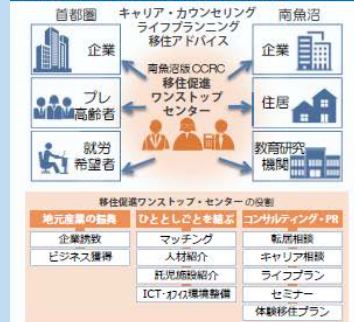 首都圏
キャリア・カウンセリング
ライフプランニング
移住アドバイス
南魚沼
企業
プレ
高齢者
就労
希望者
南魚沼版CCRC
移住促進
ワンストップ
センター
企業
住居
教育研究
機関
移住促進ワンストップ・センターの役割
地元産業の振興
企業誘致
ビジネス獲得
ひととしごとを結ぶ
マッチング
人材紹介
託児施設紹介
ICT・オフィス環境整備
コンサルティング・PR
転居相談
キャリア相談
ライフプラン
セミナー
体験移住プラン